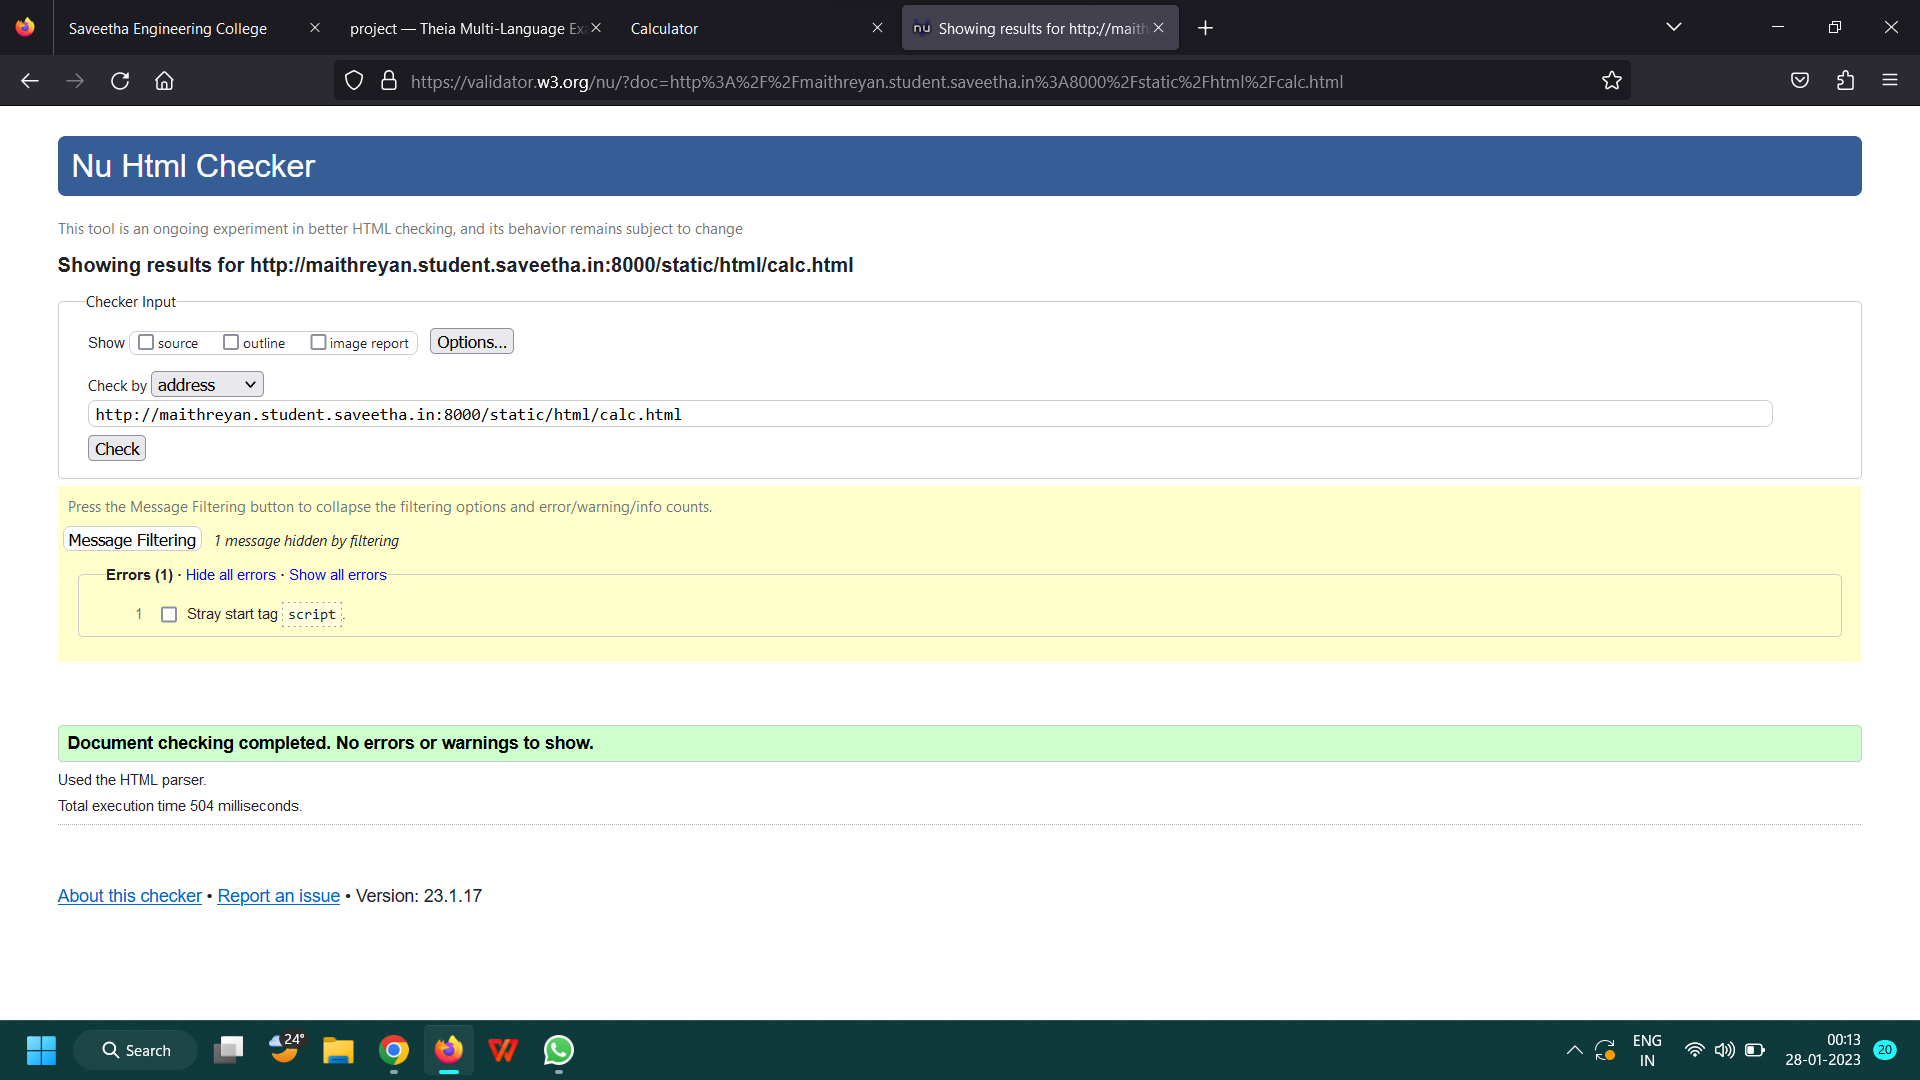 Saveetha Engineering College
project — Theia Multi-Language Ex
Calculator
nu Showing results for http://maith
https://validator.w3.org/nu/?doc=http%3A%2F%2Fmaithreyan.student.saveetha.in%3A8000%2Fstatic%2Fhtml%2Fcalc.html
Nu Html Checker
This tool is an ongoing experiment in better HTML checking, and its behavior remains subject to change
Showing results for http://maithreyan.student.saveetha.in:8000/static/html/calc.html
Checker Input
Show source outline image report Options...
Check by address
http://maithreyan.student.saveetha.in:8000/static/html/calc.html
Check
Press the Message Filtering button to collapse the filtering options and error/warning/info counts.
Message Filtering 1 message hidden by filtering
Errors (1) · Hide all errors · Show all errors
1 Stray start tag script.
Document checking completed. No errors or warnings to show.
Used the HTML parser.
Total execution time 504 milliseconds.
About this checker • Report an issue • Version: 23.1.17
Search
24°
ENG
IN
00:13
28-01-2023
20